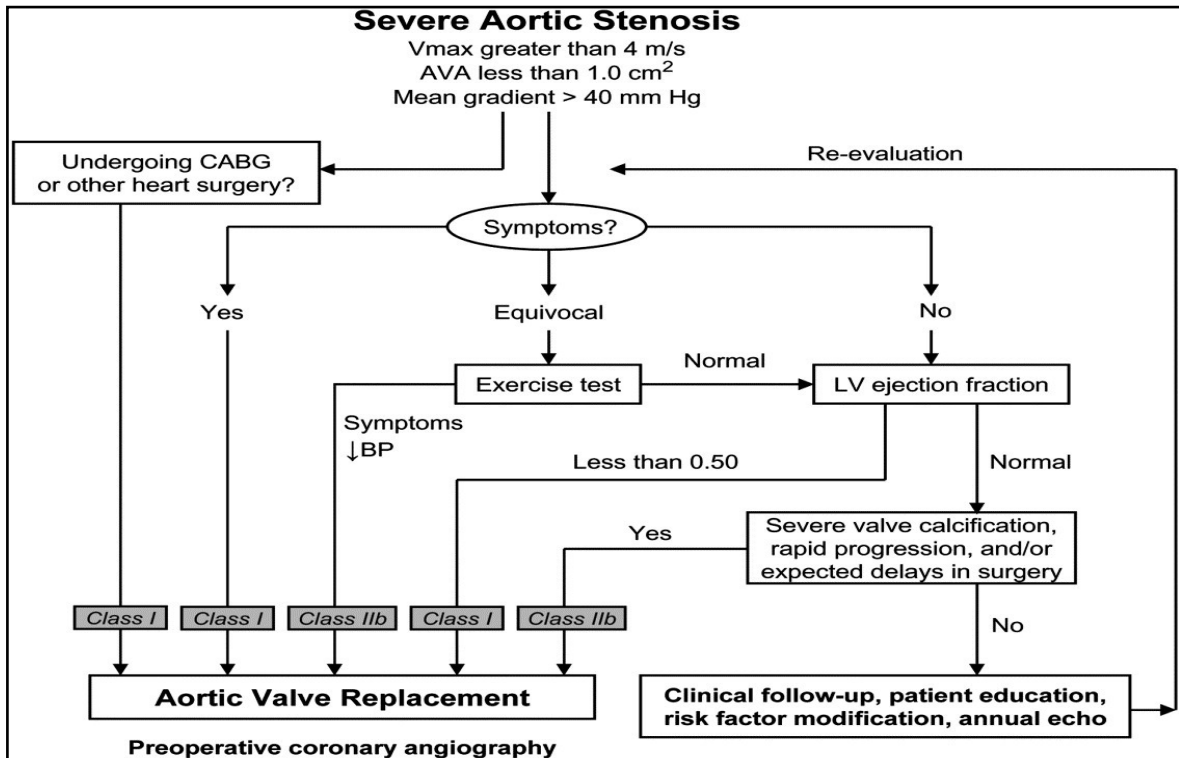 Severe Aortic Stenosis
Vmax greater than 4 m/s
AVA less than 1.0 cm²
Mean gradient > 40 mm Hg
Undergoing CABG
or other heart surgery?
Re-evaluation
Symptoms?
Yes
Equivocal
No
Exercise test
Normal
LV ejection fraction
Symptoms
↓BP
Less than 0.50
Normal
Yes
Severe valve calcification,
rapid progression, and/or
expected delays in surgery
Class I
Class I
Class IIb
Class I
Class IIb
No
Aortic Valve Replacement
Clinical follow-up, patient education,
risk factor modification, annual echo
Preoperative coronary angiography